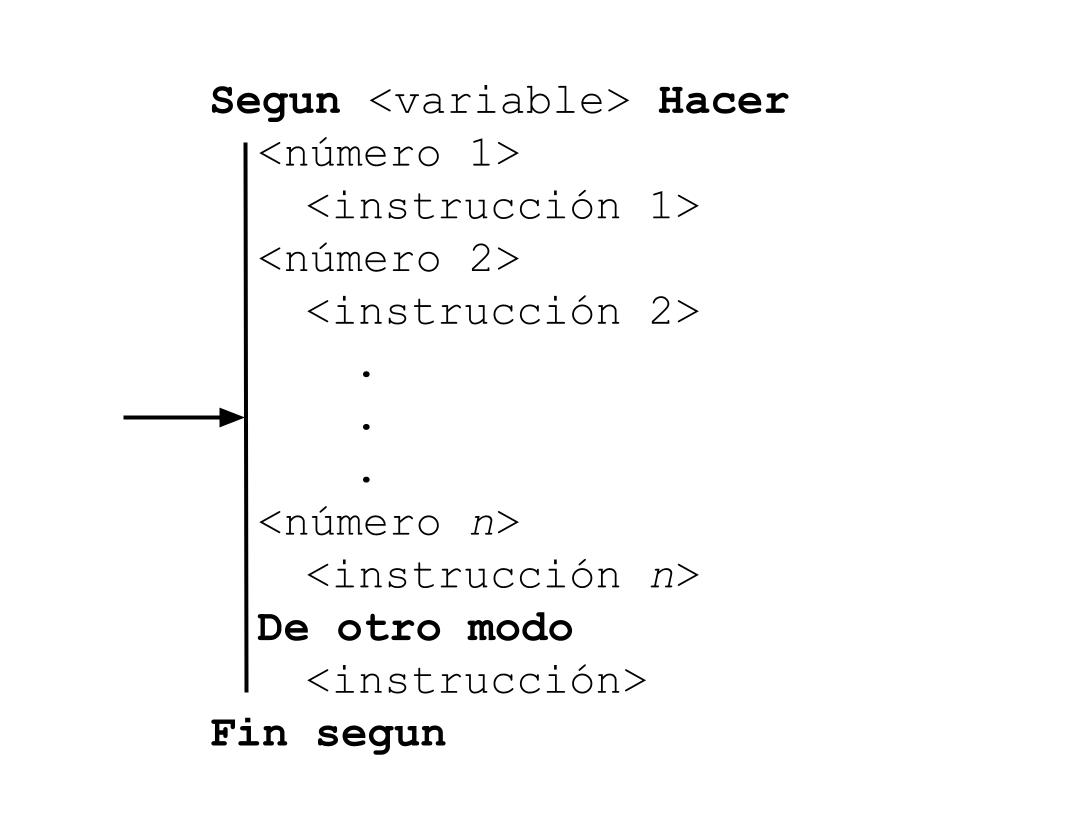 Segun <variable> Hacer
<número 1>
<instrucción 1>
<número 2>
<instrucción 2>
.
.
.
<número n>
<instrucción n>
De otro modo
<instrucción>
Fin segun